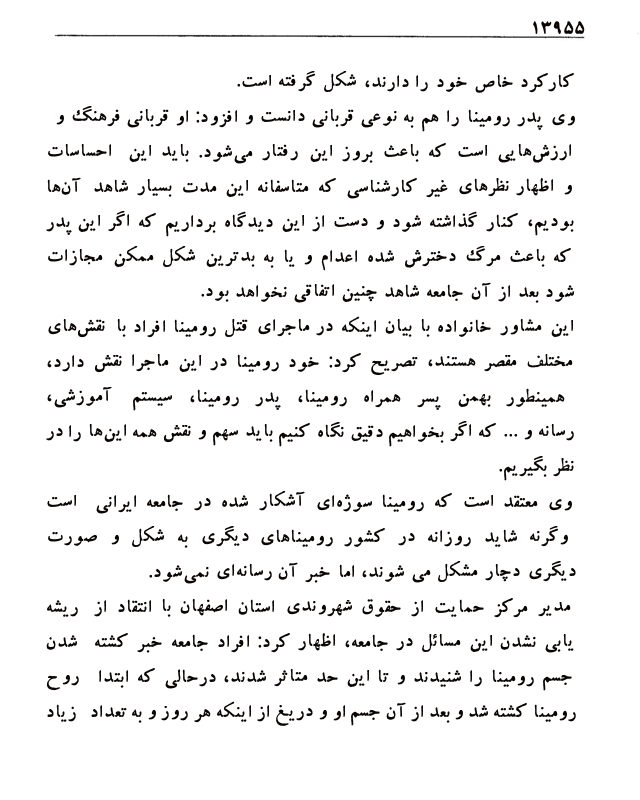 ۱۳۹۵۵
کارکرد خاص خود را دارند، شکل گرفته است.
وی پدر رومینا را هم به نوعی قربانی دانست و افزود: او قربانی فرهنگ و
ارزش‌هایی است که باعث بروز این رفتار می‌شود. باید این احساسات
و اظهار نظرهای غیر کارشناسی که متاسفانه این مدت بسیار شاهد آن‌ها
بودیم، کنار گذاشته شود و دست از این دیدگاه برداریم که اگر این پدر
که باعث مرگ دخترش شده اعدام و یا به بدترین شکل ممکن مجازات
شود بعد از آن جامعه شاهد چنین اتفاقی نخواهد بود.
این مشاور خانواده با بیان اینکه در ماجرای قتل رومینا افراد با نقش‌های
مختلف مقصر هستند، تصریح کرد: خود رومینا در این ماجرا نقش دارد،
همینطور بهمن پسر همراه رومینا، پدر رومینا، سیستم آموزشی،
رسانه و ... که اگر بخواهیم دقیق نگاه کنیم باید سهم و نقش همه این‌ها را در
نظر بگیریم.
وی معتقد است که رومینا سوژه‌ای آشکار شده در جامعه ایرانی است
وگرنه شاید روزانه در کشور رومیناهای دیگری به شکل و صورت
دیگری دچار مشکل می شوند، اما خبر آن رسانه‌ای نمی‌شود.
مدیر مرکز حمایت از حقوق شهروندی استان اصفهان با انتقاد از ریشه
یابی نشدن این مسائل در جامعه، اظهار کرد: افراد جامعه خبر کشته شدن
جسم رومینا را شنیدند و تا این حد متاثر شدند، درحالی که ابتدا روح
رومینا کشته شد و بعد از آن جسم او و دریغ از اینکه هر روز و به تعداد زیاد